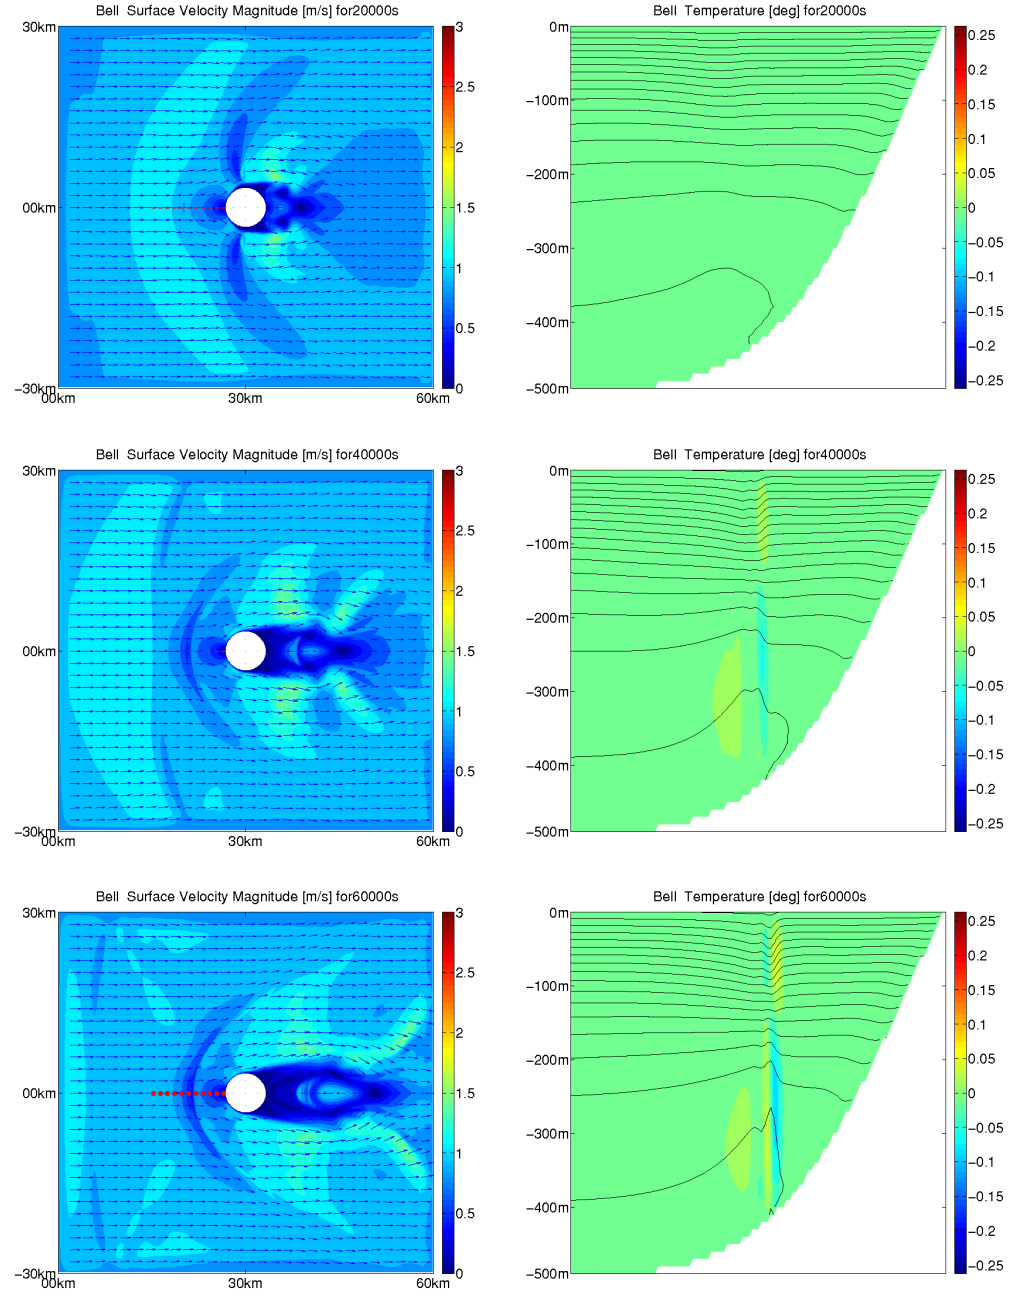 Bell Surface Velocity Magnitude [m/s] for20000s
30km
00km
−30km
00km 30km 60km
3
2.5
2
1.5
1
0.5
0
Bell Temperature [deg] for20000s
0m
−100m
−200m
−300m
−400m
−500m
0.25
0.2
0.15
0.1
0.05
0
−0.05
−0.1
−0.15
−0.2
−0.25
Bell Surface Velocity Magnitude [m/s] for40000s
30km
00km
−30km
00km 30km 60km
3
2.5
2
1.5
1
0.5
0
Bell Temperature [deg] for40000s
0m
−100m
−200m
−300m
−400m
−500m
0.25
0.2
0.15
0.1
0.05
0
−0.05
−0.1
−0.15
−0.2
−0.25
Bell Surface Velocity Magnitude [m/s] for60000s
30km
00km
−30km
00km 30km 60km
3
2.5
2
1.5
1
0.5
0
Bell Temperature [deg] for60000s
0m
−100m
−200m
−300m
−400m
−500m
0.25
0.2
0.15
0.1
0.05
0
−0.05
−0.1
−0.15
−0.2
−0.25